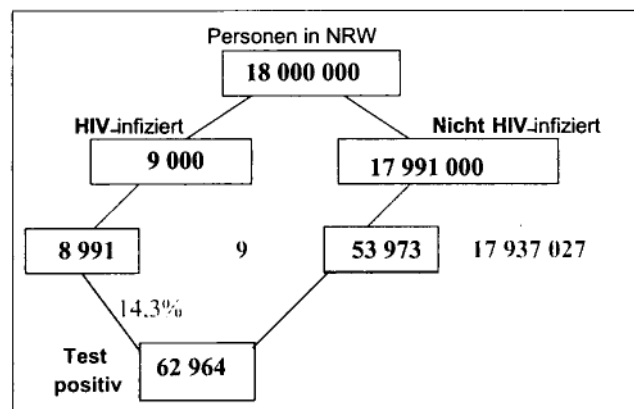 Personen in NRW
18 000 000
HIV-infiziert
Nicht HIV-infiziert
9 000
17 991 000
8 991
9
53 973
17 937 027
14.3%
Test
positiv
62 964